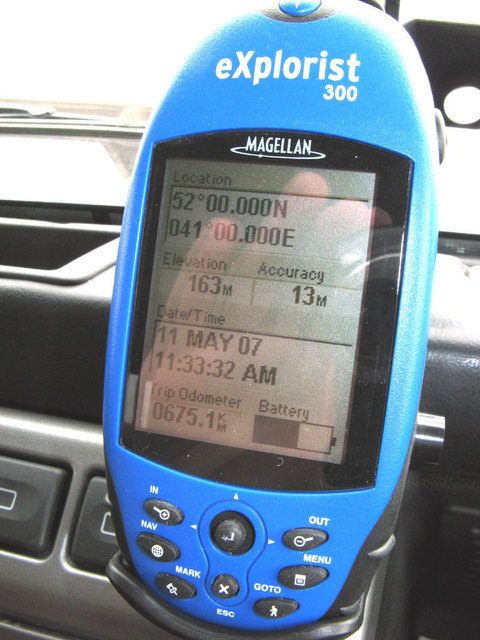 eXplorist
300
MAGELLAN
Location
52°00.000N
041°00.000E
Elevation Accuracy
163M 13M
Date/Time
11 MAY 07
11:33:32 AM
Trip Odometer Battery
0675.1KM
IN OUT
NAV MENU
MARK GOTO
ESC